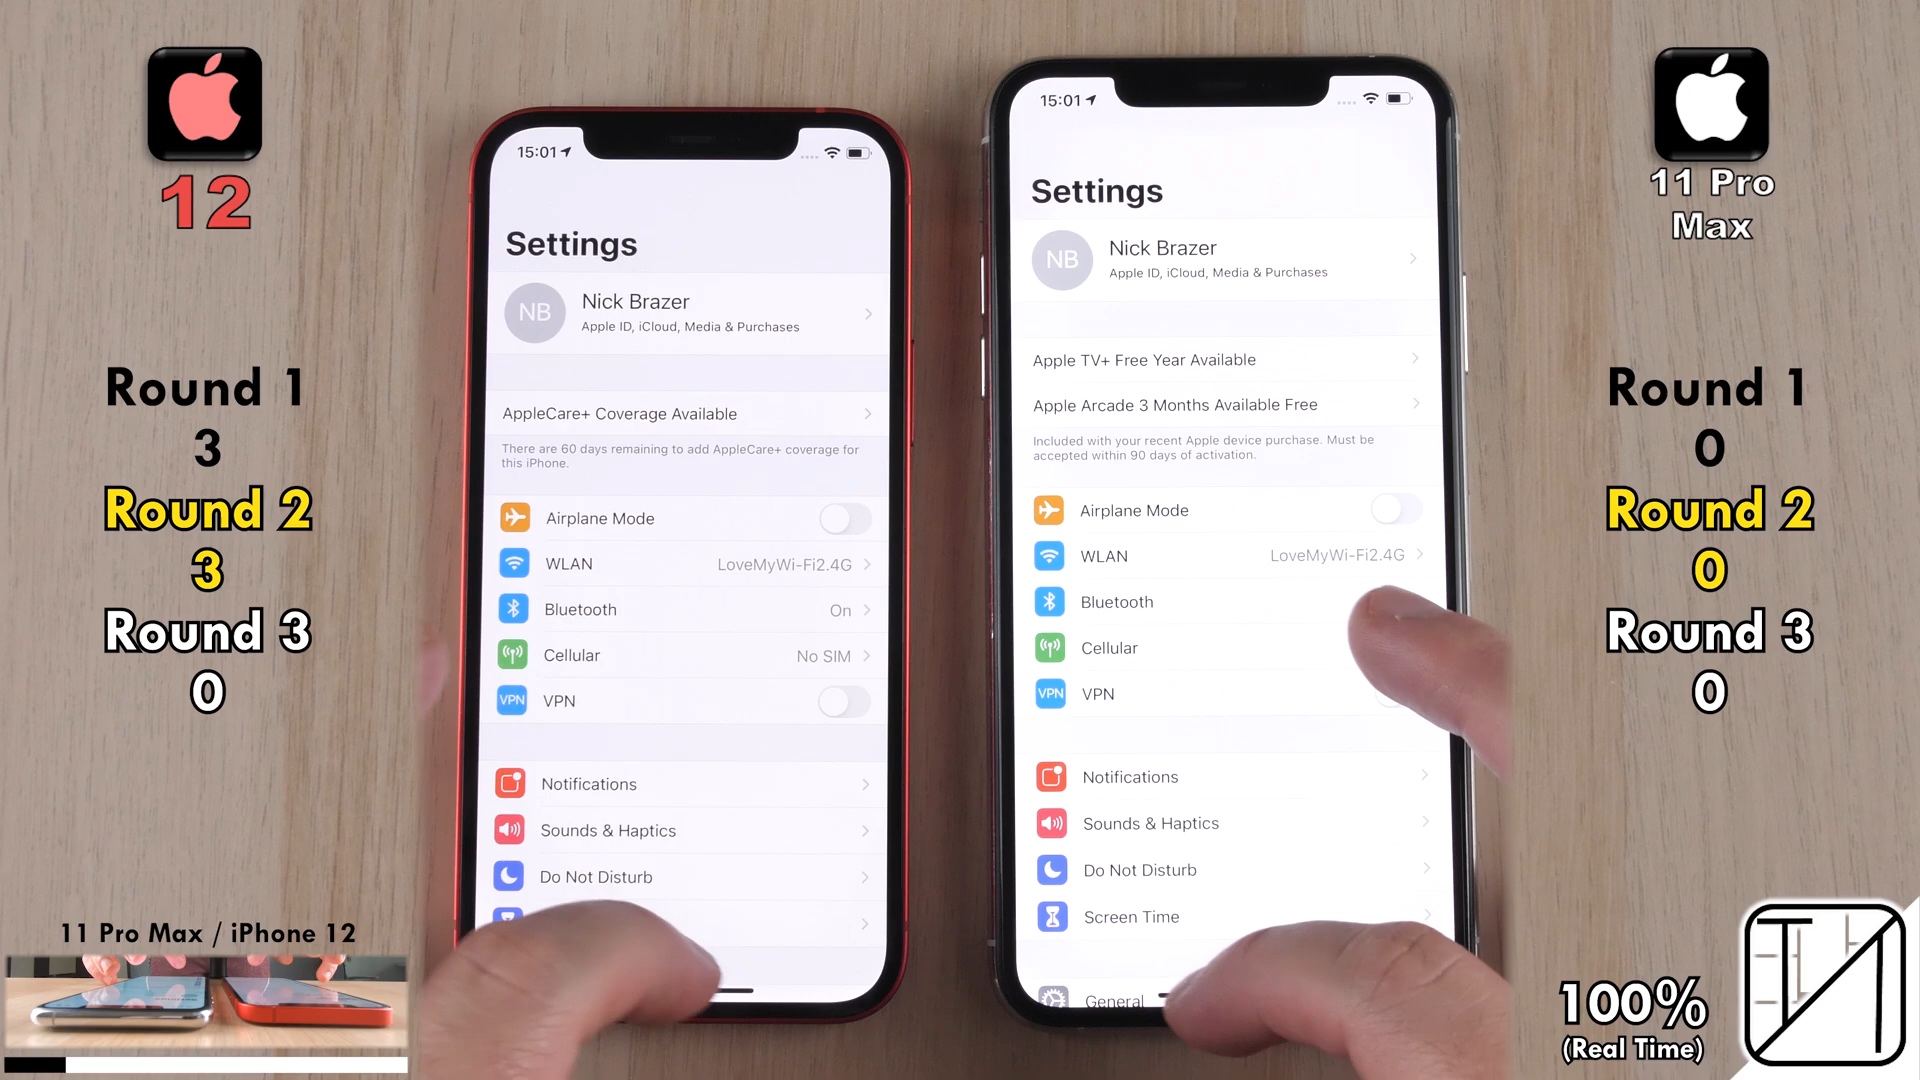 12
Round 1
3
Round 2
3
Round 3
0
11 Pro Max / iPhone 12
15:01
Settings
NB
Nick Brazer
Apple ID, iCloud, Media & Purchases
AppleCare+ Coverage Available
There are 60 days remaining to add AppleCare+ coverage for
this iPhone.
Airplane Mode
WLAN LoveMyWi-Fi2.4G
Bluetooth On
Cellular No SIM
VPN VPN
Notifications
Sounds & Haptics
Do Not Disturb
15:01
Settings
NB
Nick Brazer
Apple ID, iCloud, Media & Purchases
Apple TV+ Free Year Available
Apple Arcade 3 Months Available Free
Included with your recent Apple device purchase. Must be
accepted within 90 days of activation.
Airplane Mode
WLAN LoveMyWi-Fi2.4G
Bluetooth
Cellular
VPN VPN
Notifications
Sounds & Haptics
Do Not Disturb
Screen Time
General
11 Pro
Max
Round 1
0
Round 2
0
Round 3
0
100%
(Real Time)